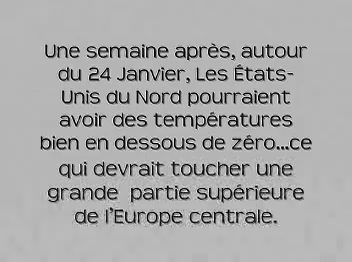 Une semaine après, autour
du 24 Janvier, Les États-
Unis du Nord pourraient
avoir des températures
bien en dessous de zéro...ce
qui devrait toucher une
grande partie supérieure
de l'Europe centrale.